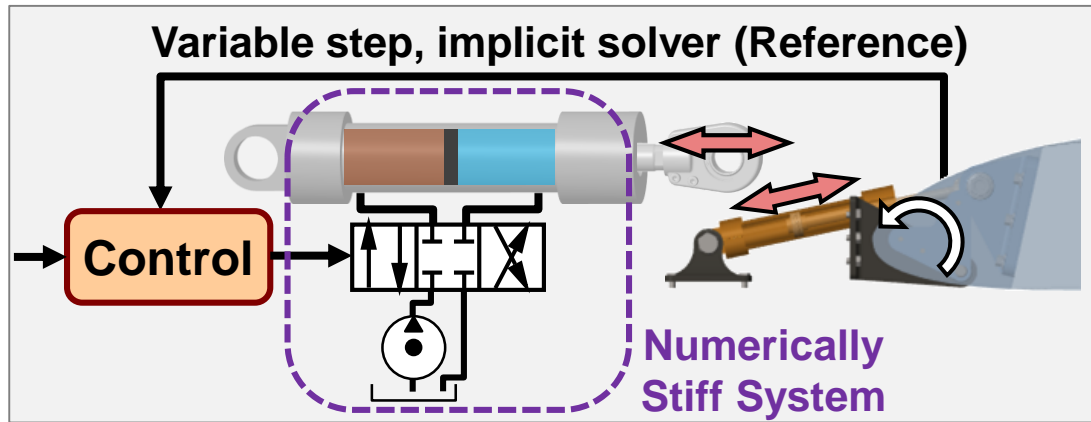 Variable step, implicit solver (Reference)
Control
Numerically
Stiff System